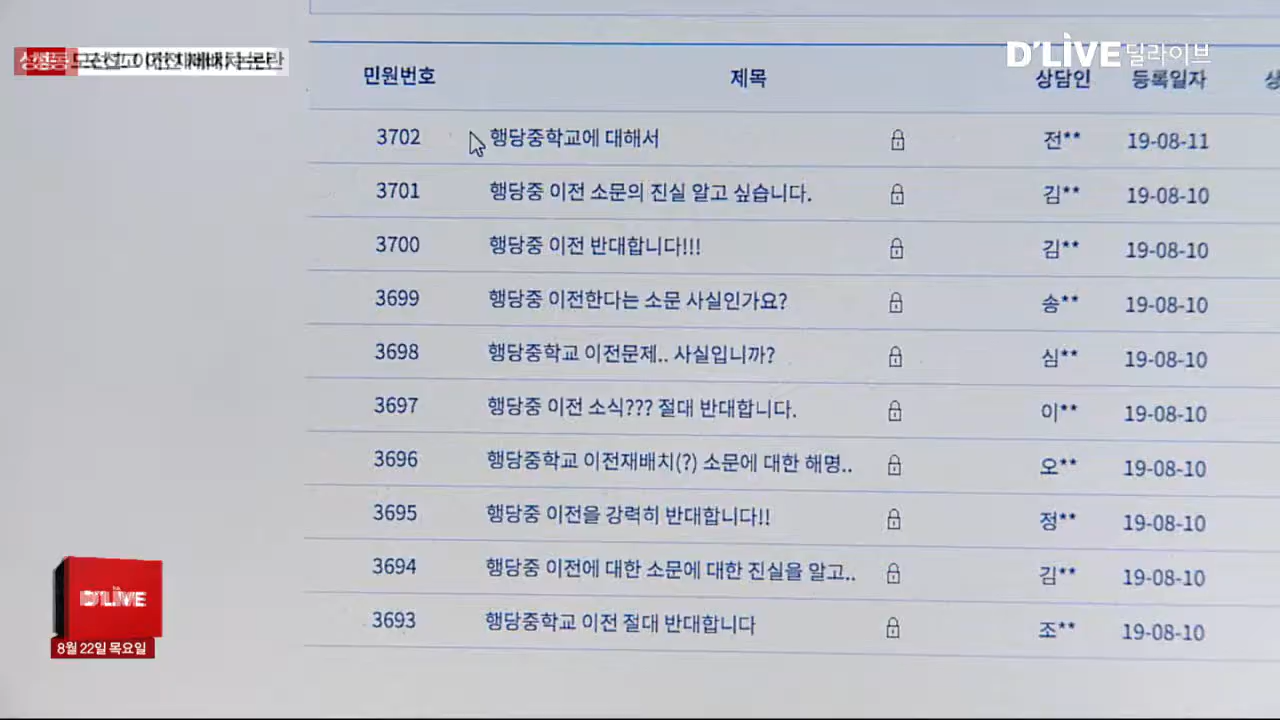 D'LIVE 딜라이브
민원번호 제목 상담인 등록일자
3702 행당중학교에 대해서 전** 19-08-11
3701 행당중 이전 소문의 진실 알고 싶습니다. 김** 19-08-10
3700 행당중 이전 반대합니다!!! 김** 19-08-10
3699 행당중 이전한다는 소문 사실인가요? 송** 19-08-10
3698 행당중학교 이전문제.. 사실입니까? 심** 19-08-10
3697 행당중 이전 소식??? 절대 반대합니다. 이** 19-08-10
3696 행당중학교 이전재배치(?) 소문에 대한 해명.. 오** 19-08-10
3695 행당중 이전을 강력히 반대합니다!! 정** 19-08-10
3694 행당중 이전에 대한 소문에 대한 진실을 알고.. 김** 19-08-10
3693 행당중학교 이전 절대 반대합니다 조** 19-08-10
D'LIVE
8월 22일 목요일